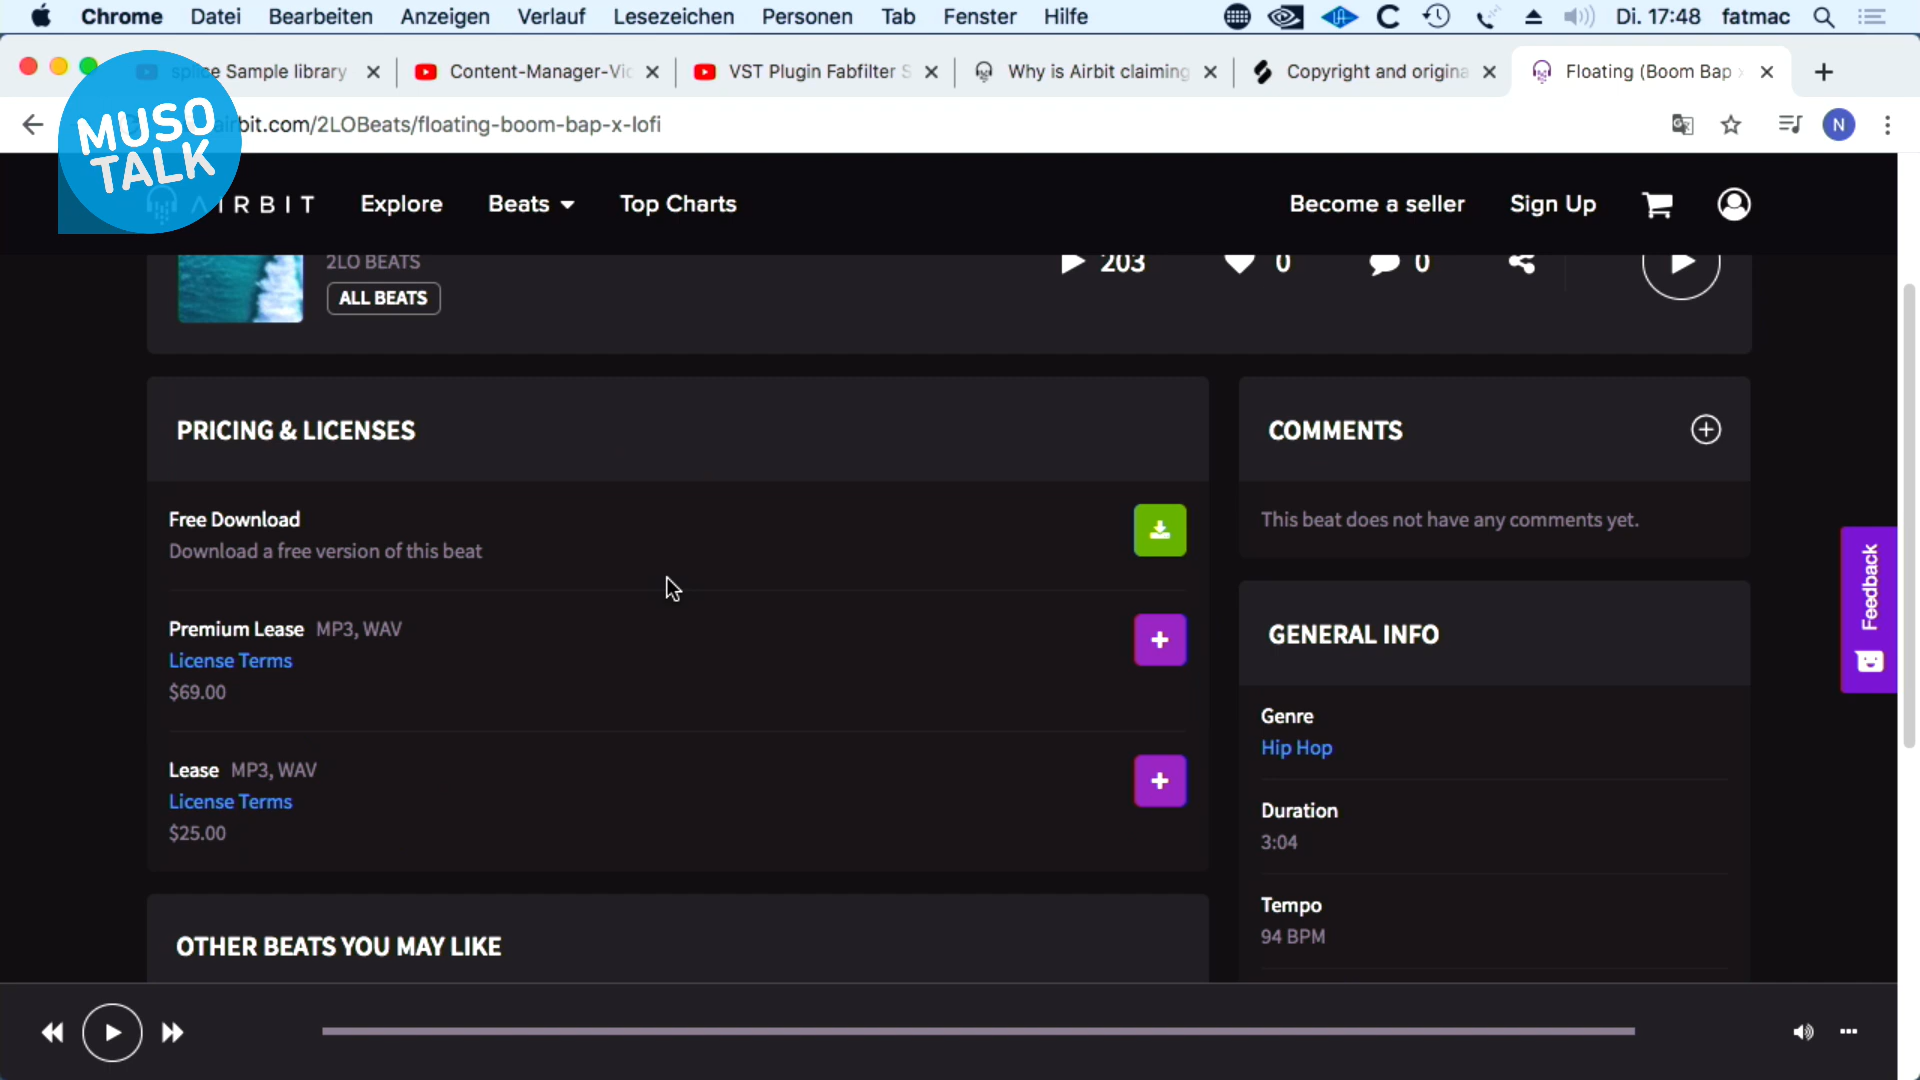 Chrome Datei Bearbeiten Anzeigen Verlauf Lesezeichen Personen Tab Fenster Hilfe Di. 17:48 fatmac
splice Sample library Content-Manager-Vid VST Plugin Fabfilter S Why is Airbit claiming Copyright and origina Floating (Boom Bap
airbit.com/2LOBeats/floating-boom-bap-x-lofi N
MUSO
TALK
AIRBIT Explore Beats Top Charts Become a seller Sign Up
2LO BEATS 203 0 0
ALL BEATS
PRICING & LICENSES
Free Download
Download a free version of this beat
Premium Lease MP3, WAV
License Terms
$69.00
Lease MP3, WAV
License Terms
$25.00
OTHER BEATS YOU MAY LIKE
COMMENTS
This beat does not have any comments yet.
GENERAL INFO
Genre
Hip Hop
Duration
3:04
Tempo
94 BPM
Feedback